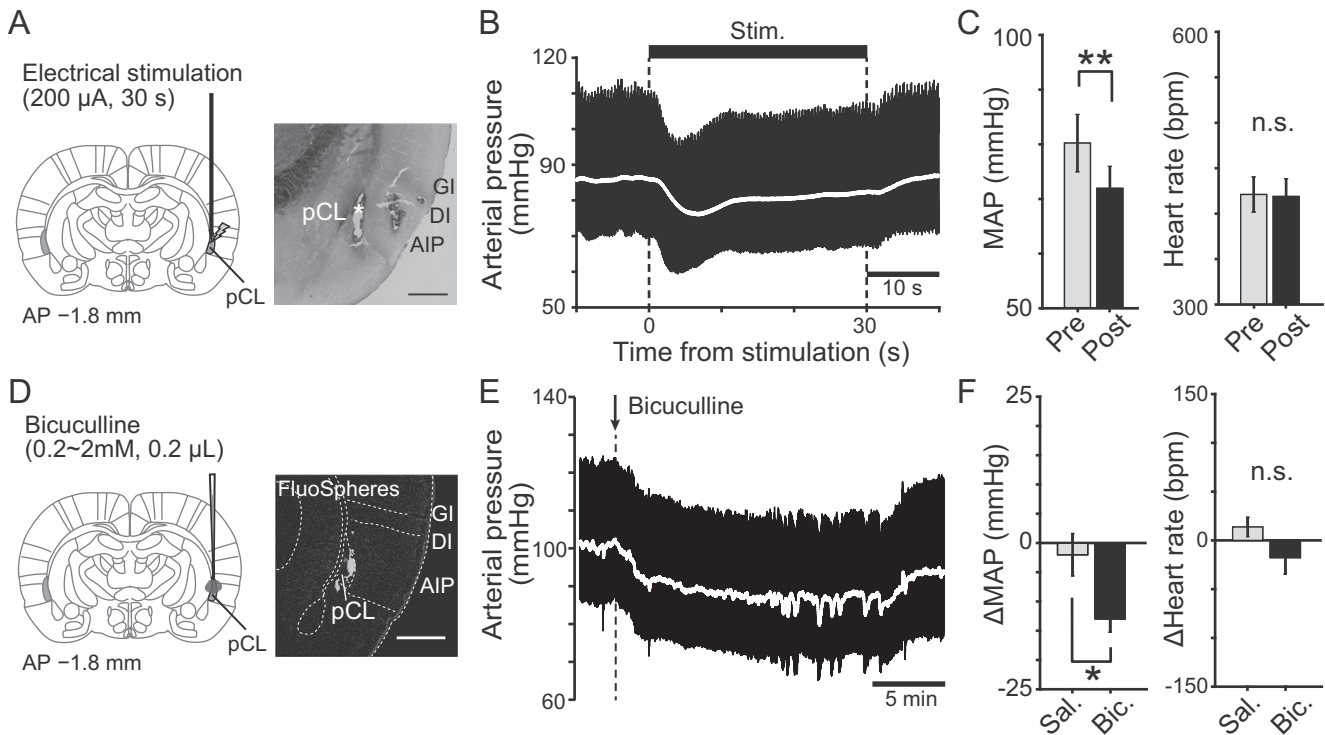 A
Electrical stimulation
(200 µA, 30 s)
pCL
AP −1.8 mm
pCL
*
GI
DI
AIP
B
Stim.
120
90
50
Arterial pressure
(mmHg)
10 s
0
30
Time from stimulation (s)
C
100
50
MAP (mmHg)
**
Pre
Post
600
300
Heart rate (bpm)
n.s.
Pre
Post
D
Bicuculline
(0.2~2mM, 0.2 µL)
pCL
AP −1.8 mm
FluoSpheres
GI
DI
AIP
pCL
E
Bicuculline
140
100
60
Arterial pressure
(mmHg)
5 min
F
25
0
-25
ΔMAP (mmHg)
*
Sal.
Bic.
150
0
-150
ΔHeart rate (bpm)
n.s.
Sal.
Bic.